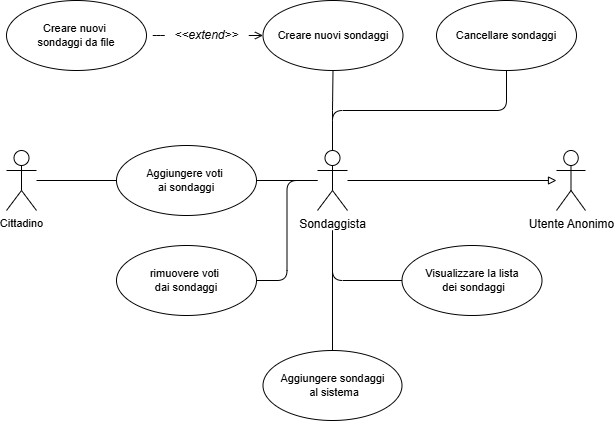 Creare nuovi
sondaggi da file
<<extend>>
Creare nuovi sondaggi
Cancellare sondaggi
Aggiungere voti
ai sondaggi
Cittadino
Sondaggista
Utente Anonimo
rimuovere voti
dai sondaggi
Visualizzare la lista
dei sondaggi
Aggiungere sondaggi
al sistema